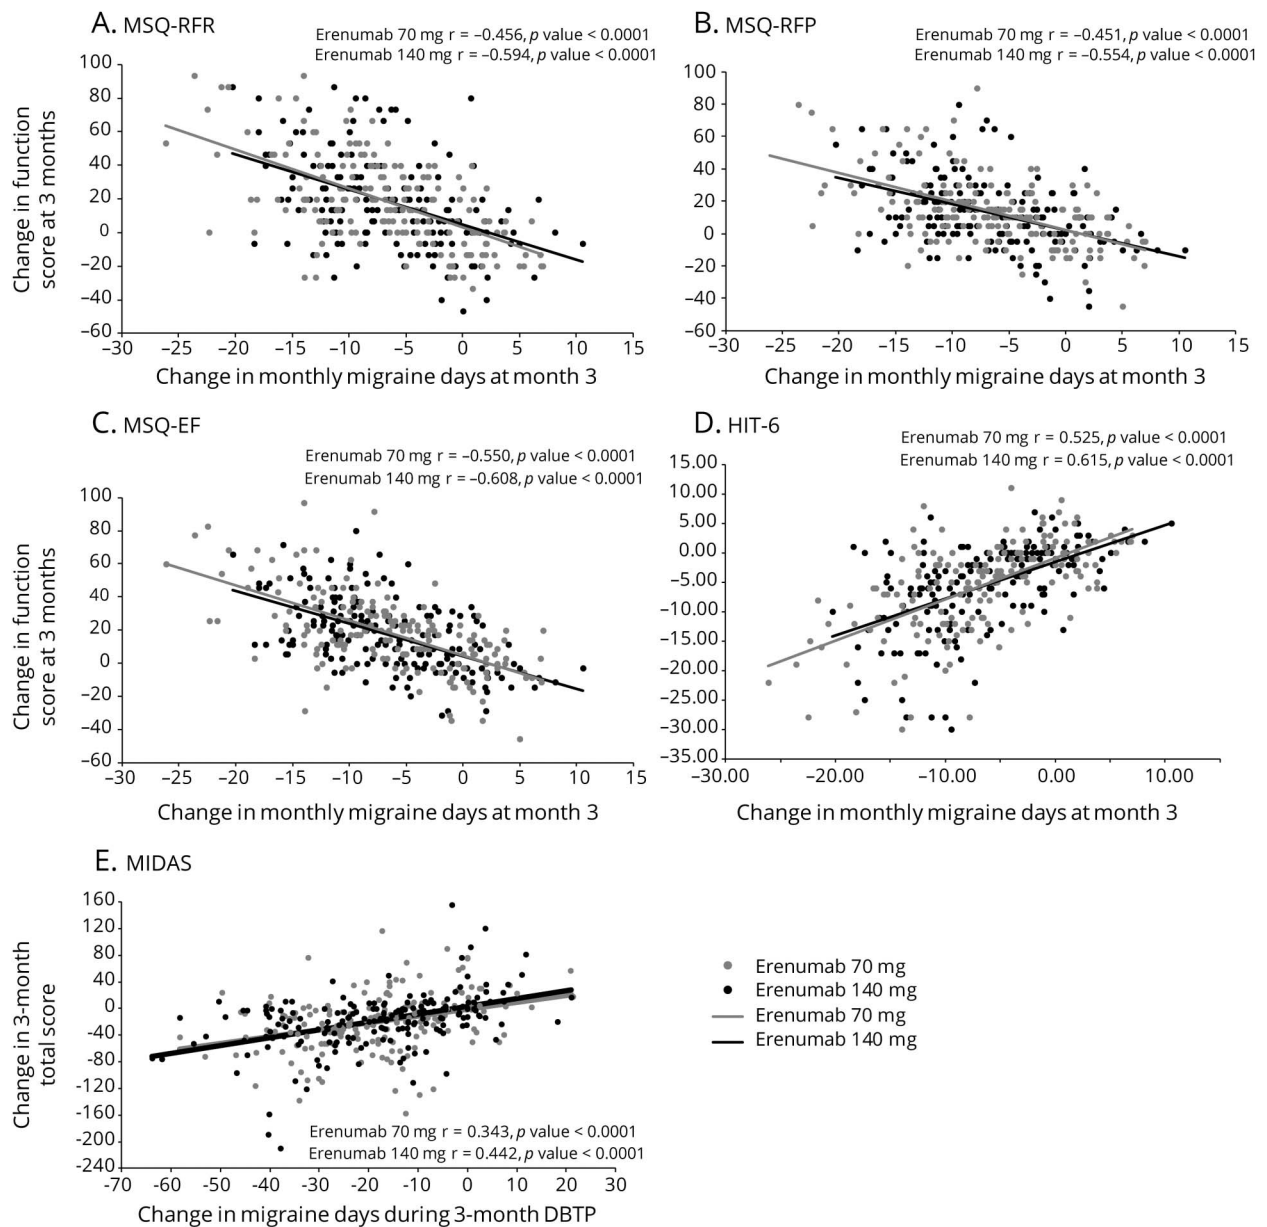 A. MSQ-RFR
Erenumab 70 mg r = –0.456, p value < 0.0001
Erenumab 140 mg r = –0.594, p value < 0.0001
Change in function
score at 3 months
100
80
60
40
20
0
–20
–40
–60
–30 –25 –20 –15 –10 –5 0 5 10 15
Change in monthly migraine days at month 3
B. MSQ-RFP
Erenumab 70 mg r = –0.451, p value < 0.0001
Erenumab 140 mg r = –0.554, p value < 0.0001
100
80
60
40
20
0
–20
–40
–60
–30 –25 –20 –15 –10 –5 0 5 10 15
Change in monthly migraine days at month 3
C. MSQ-EF
Erenumab 70 mg r = –0.550, p value < 0.0001
Erenumab 140 mg r = –0.608, p value < 0.0001
Change in function
score at 3 months
100
80
60
40
20
0
–20
–40
–60
–30 –25 –20 –15 –10 –5 0 5 10 15
Change in monthly migraine days at month 3
D. HIT-6
Erenumab 70 mg r = 0.525, p value < 0.0001
Erenumab 140 mg r = 0.615, p value < 0.0001
15.00
10.00
5.00
0.00
–5.00
–10.00
–15.00
–20.00
–25.00
–30.00
–35.00
–30.00 –20.00 –10.00 0.00 10.00
Change in monthly migraine days at month 3
E. MIDAS
Change in 3-month
total score
160
120
80
40
0
-40
-80
-120
-160
-200
-240
Erenumab 70 mg r = 0.343, p value < 0.0001
Erenumab 140 mg r = 0.442, p value < 0.0001
-70 -60 -50 -40 -30 -20 -10 0 10 20 30
Change in migraine days during 3-month DBTP
Erenumab 70 mg
Erenumab 140 mg
Erenumab 70 mg
Erenumab 140 mg